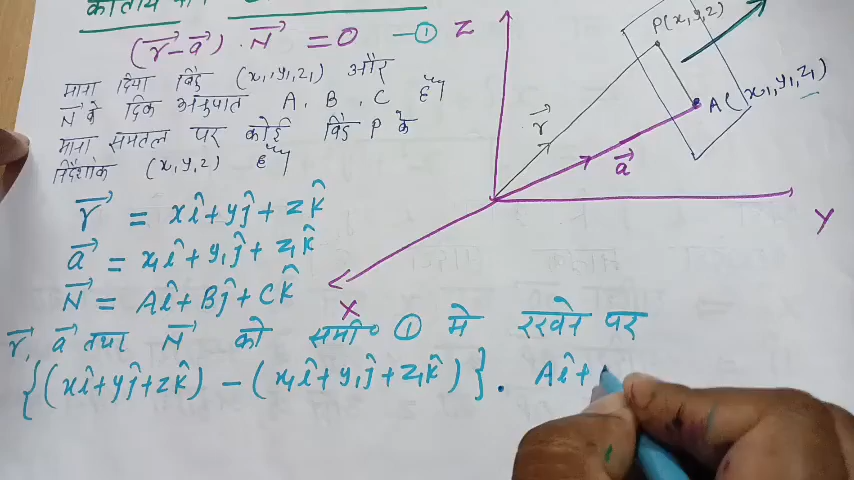 (r⃗ - a⃗) . N⃗ = 0 — ①
माना दिया बिंदु (x₁, y₁, z₁) और
N⃗ के दिक अनुपात A, B, C हैं।
माना समतल पर कोई बिंदु P के
निर्देशांक (x, y, z) हैं।
r⃗ = xî + yĵ + zk̂
a⃗ = x₁î + y₁ĵ + z₁k̂
N⃗ = Aî + Bĵ + Ck̂
r⃗, a⃗ तथा N⃗ को समी० ① मे रखने पर
{(xî + yĵ + zk̂) - (x₁î + y₁ĵ + z₁k̂)} . Aî +
Z
P(x, y, z)
A(x₁, y₁, z₁)
r⃗
a⃗
Y
X